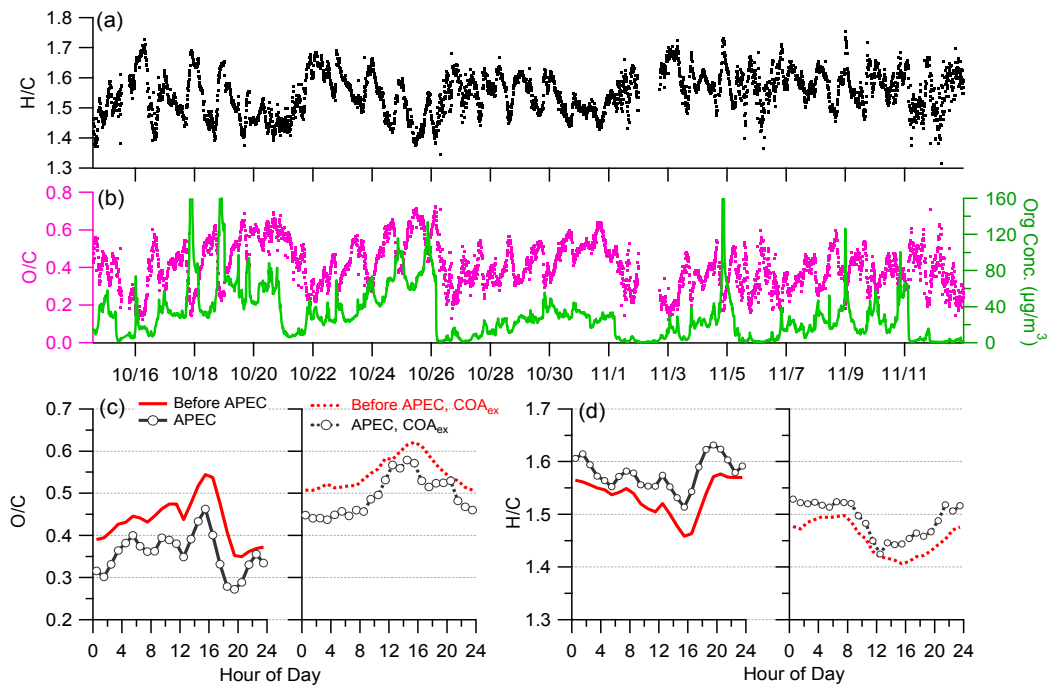 (a)
1.8
1.7
1.6
1.5
1.4
1.3
H/C
(b)
0.8
0.6
0.4
0.2
0.0
O/C
160
120
80
40
0
Org Conc. (μg/m³)
10/16 10/18 10/20 10/22 10/24 10/26 10/28 10/30 11/1 11/3 11/5 11/7 11/9 11/11
(c)
Before APEC
APEC
Before APEC, COAex
APEC, COAex
0.7
0.6
0.5
0.4
0.3
0.2
O/C
0 4 8 12 16 20 24 0 4 8 12 16 20 24
Hour of Day
(d)
1.7
1.6
1.5
1.4
1.3
H/C
0 4 8 12 16 20 24 0 4 8 12 16 20 24
Hour of Day